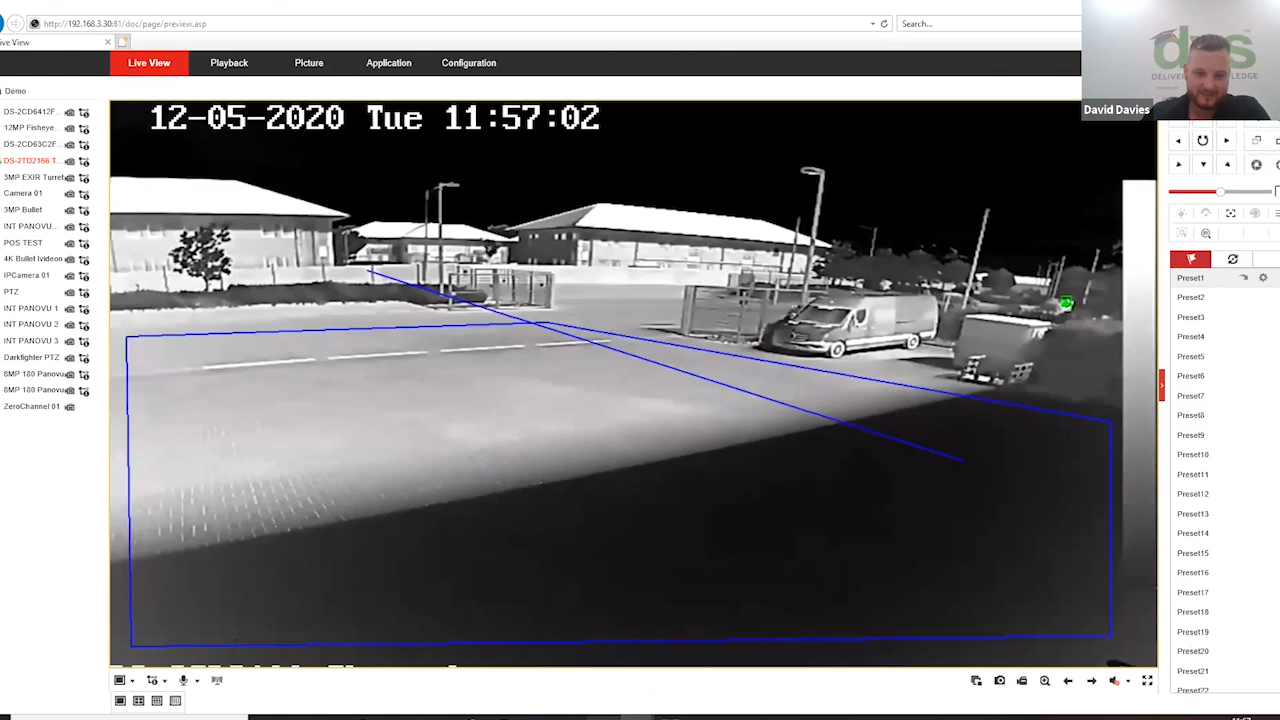 http://192.168.3.30:81/doc/page/preview.asp
Search...
ive View
Live View
Playback
Picture
Application
Configuration
Demo
DS-2CD6412F...
12MP Fisheye...
DS-2CD63C2F...
DS-2TD2166 T...
3MP EXIR Turret
Camera 01
3MP Bullet
INT PANOVU...
POS TEST
4K Bullet Ivideon
IPCamera 01
PTZ
INT PANOVU 1
INT PANOVU 2
INT PANOVU 3
Darkfighter PTZ
8MP 180 Panovu
8MP 180 Panovu
ZeroChannel 01
12-05-2020 Tue 11:57:02
David Davies
Preset1
Preset2
Preset3
Preset4
Preset5
Preset6
Preset7
Preset8
Preset9
Preset10
Preset11
Preset12
Preset13
Preset14
Preset15
Preset16
Preset17
Preset18
Preset19
Preset20
Preset21
Preset22